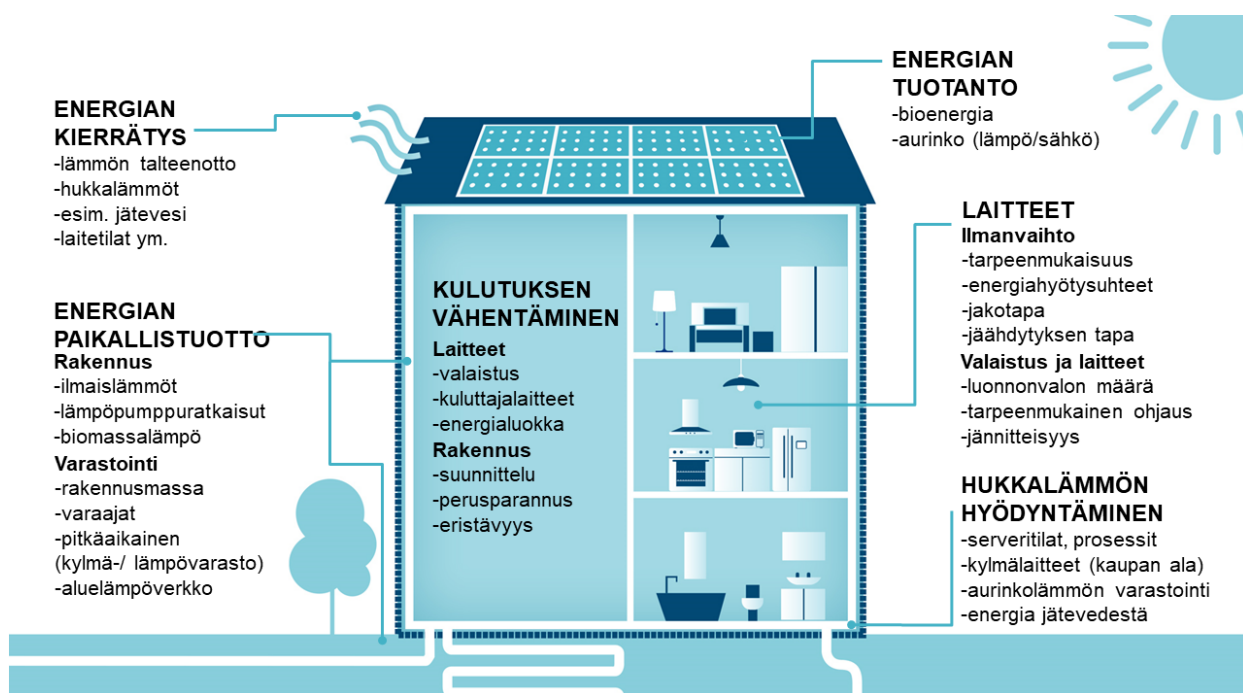 ENERGIAN
KIERRÄTYS
-lämmön talteenotto
-hukkalämmöt
-esim. jätevesi
-laitetilat ym.
ENERGIAN
PAIKALLISTUOTTO
Rakennus
-ilmaislämmöt
-lämpöpumppuratkaisut
-biomassalämpö
Varastointi
-rakennusmassa
-varaajat
-pitkäaikainen
(kylmä-/ lämpövarasto)
-aluelämpöverkko
KULUTUKSEN
VÄHENTÄMINEN
Laitteet
-valaistus
-kuluttajalaitteet
-energialuokka
Rakennus
-suunnittelu
-perusparannus
-eristävyys
ENERGIAN
TUOTANTO
-bioenergia
-aurinko (lämpö/sähkö)
LAITTEET
Ilmanvaihto
-tarpeenmukaisuus
-energiahyötysuhteet
-jakotapa
-jäähdytyksen tapa
Valaistus ja laitteet
-luonnonvalon määrä
-tarpeenmukainen ohjaus
-jännitteisyys
HUKKALÄMMÖN
HYÖDYNTÄMINEN
-serveritilat, prosessit
-kylmälaitteet (kaupan ala)
-aurinkolämmön varastointi
-energia jätevedestä